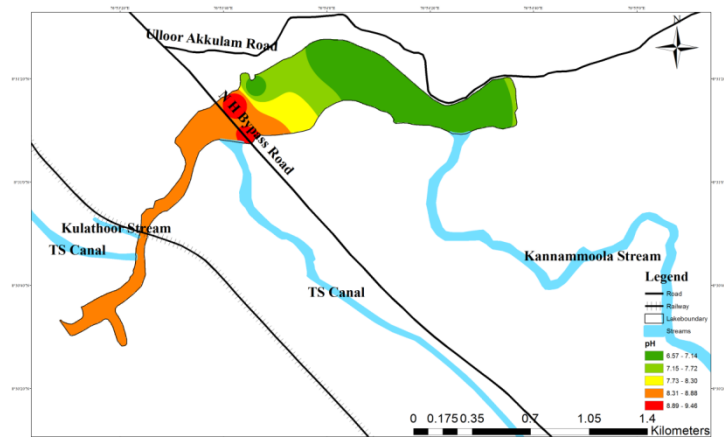 N
Ulloor Akkulam Road
N H Bypass Road
Kulathoor Stream
TS Canal
TS Canal
Kannammoola Stream
Legend
Road
Railway
Lakeboundary
Streams
pH
6.57 - 7.14
7.15 - 7.72
7.73 - 8.30
8.31 - 8.88
8.89 - 9.46
0 0.175 0.35 0.7 1.05 1.4
Kilometers